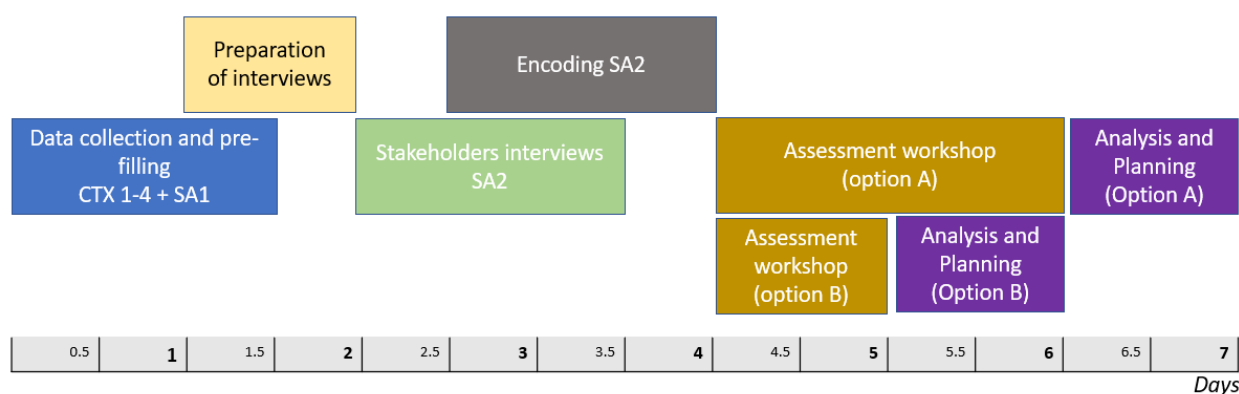 Preparation
of interviews
Encoding SA2
Data collection and pre-
filling
CTX 1-4 + SA1
Stakeholders interviews
SA2
Assessment workshop
(option A)
Analysis and
Planning
(Option A)
Assessment
workshop
(option B)
Analysis and
Planning
(Option B)
0.5 1 1.5 2 2.5 3 3.5 4 4.5 5 5.5 6 6.5 7
Days